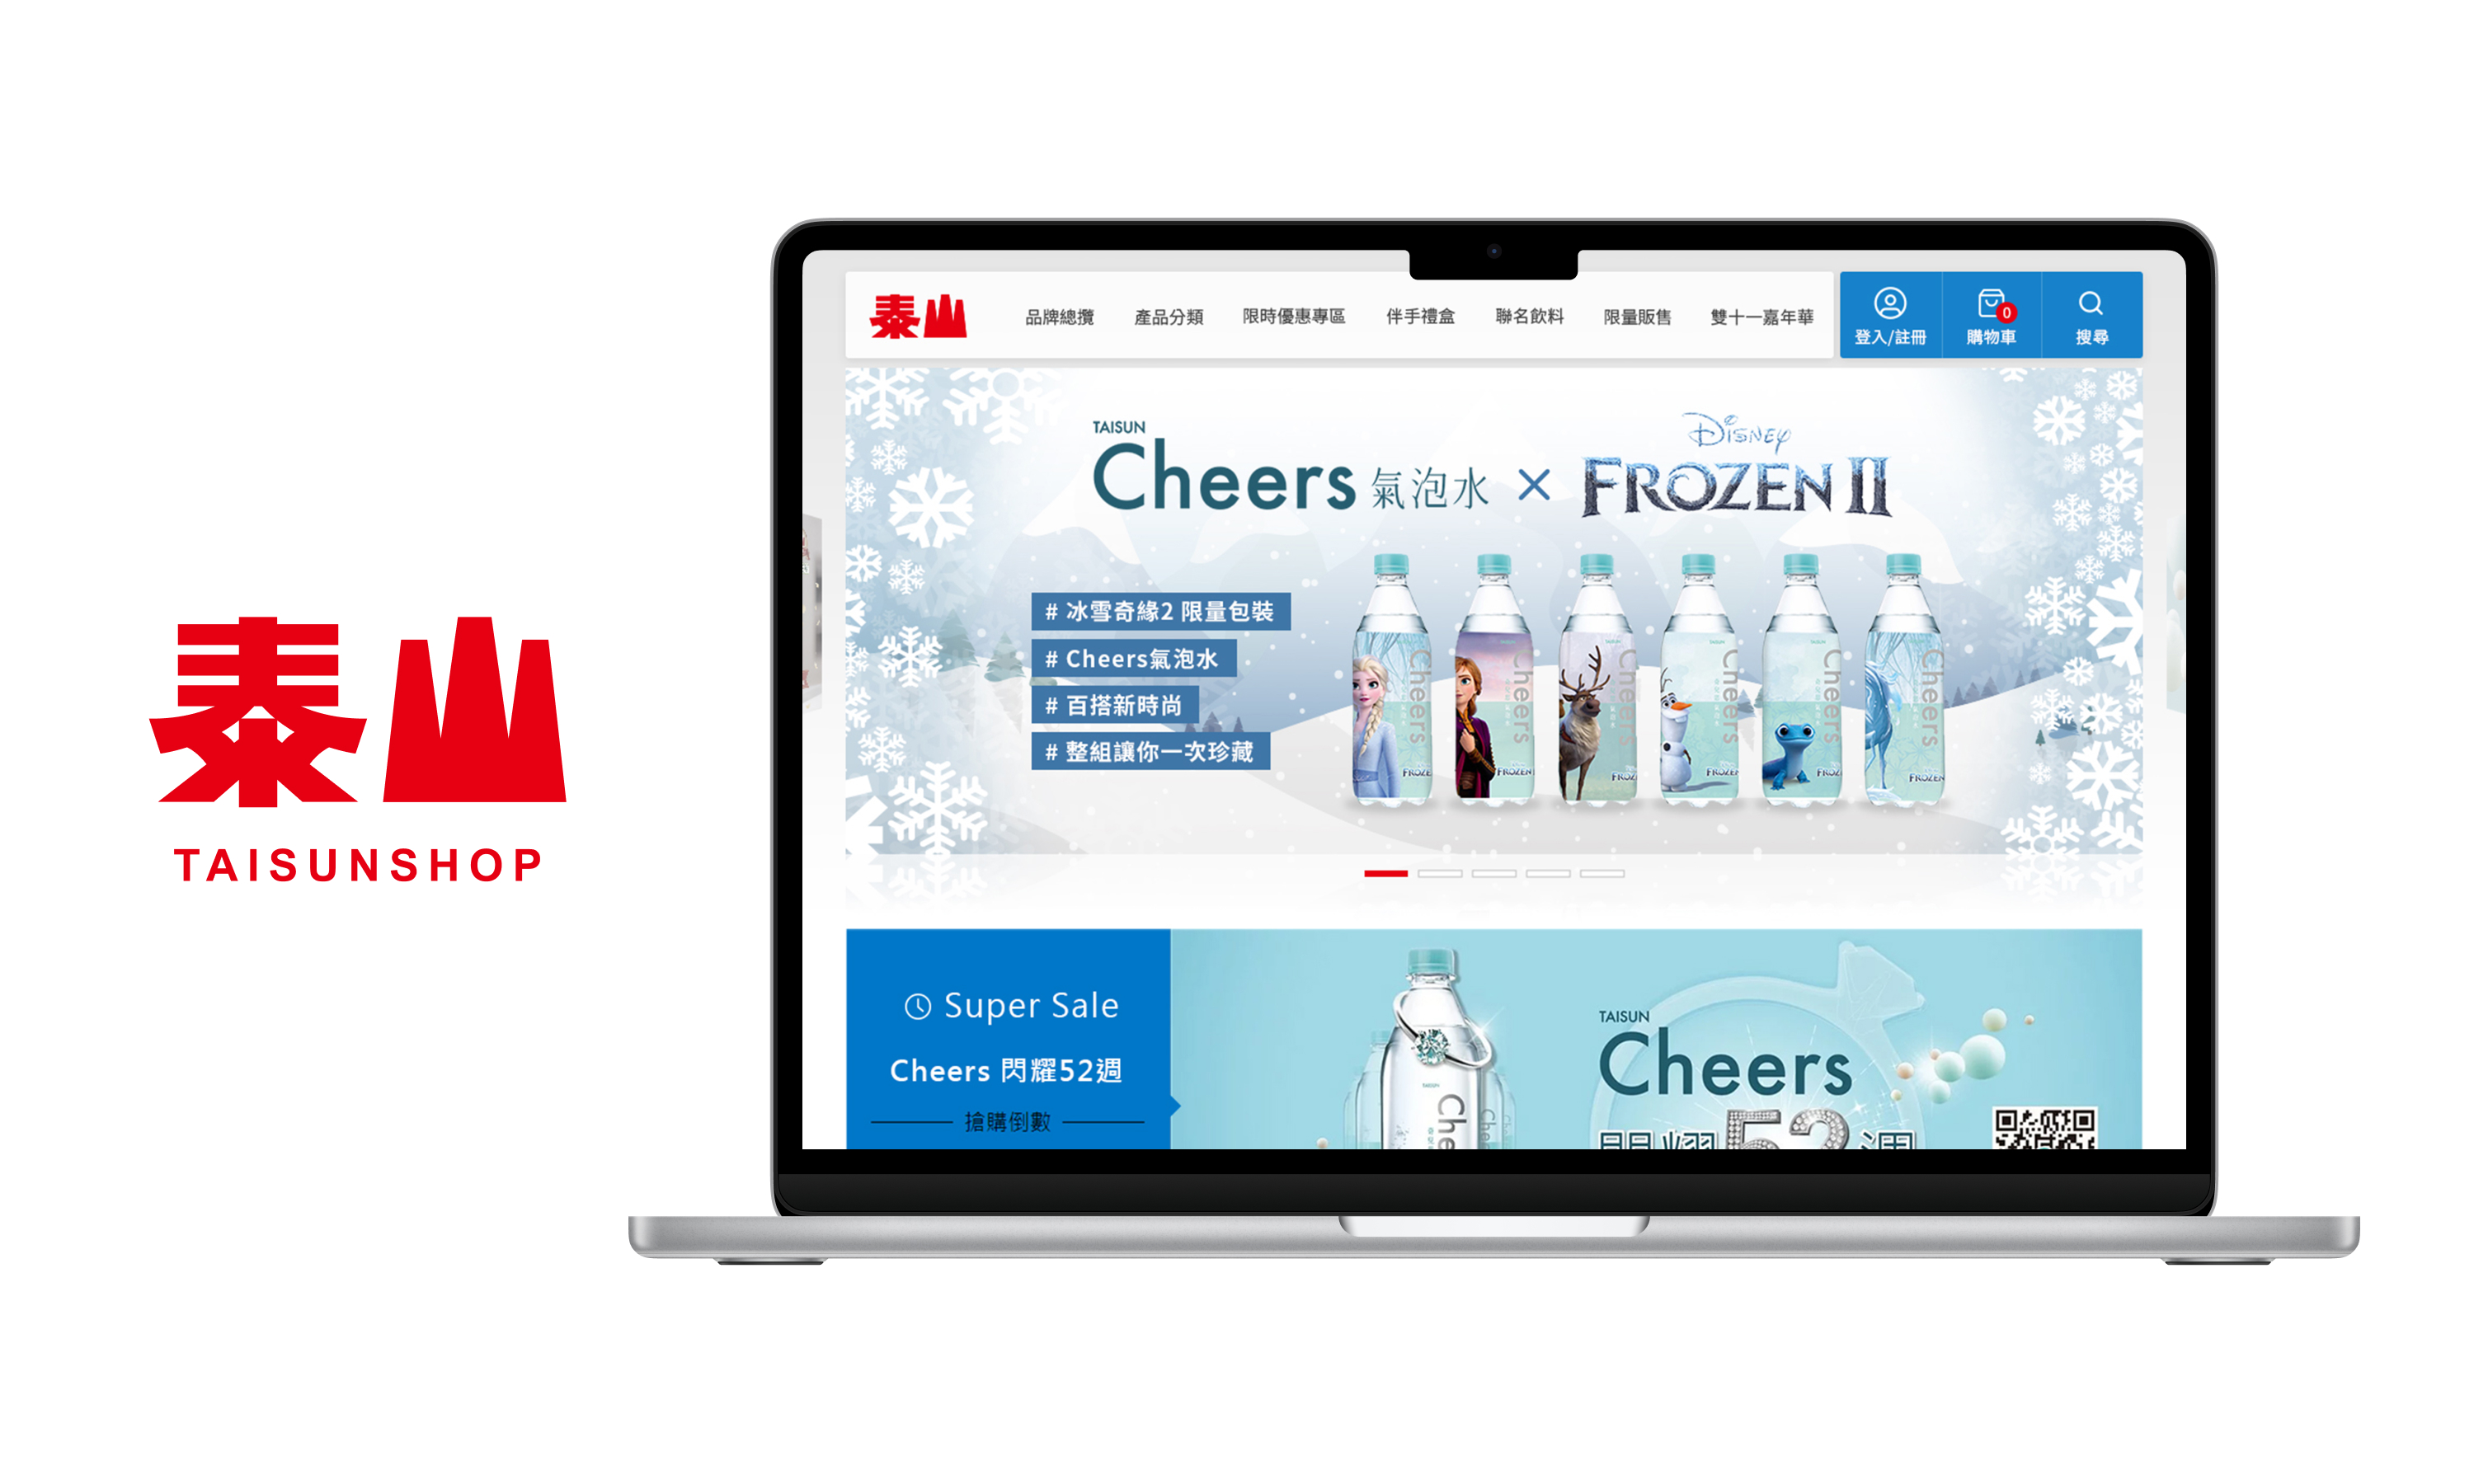 泰山
TAISUNSHOP
泰山
品牌總攬 產品分類 限時優惠專區 伴手禮盒 聯名飲料 限量販售 雙十一嘉年華
登入/註冊 0 購物車 搜尋
TAISUN
Cheers 氣泡水 × DISNEY FROZEN II
# 冰雪奇緣2 限量包裝
# Cheers氣泡水
# 百搭新時尚
# 整組讓你一次珍藏
Cheers Cheers Cheers Cheers Cheers Cheers
FROZEN
Super Sale
Cheers 閃耀52週
搶購倒數
TAISUN
Cheers
閃耀52週